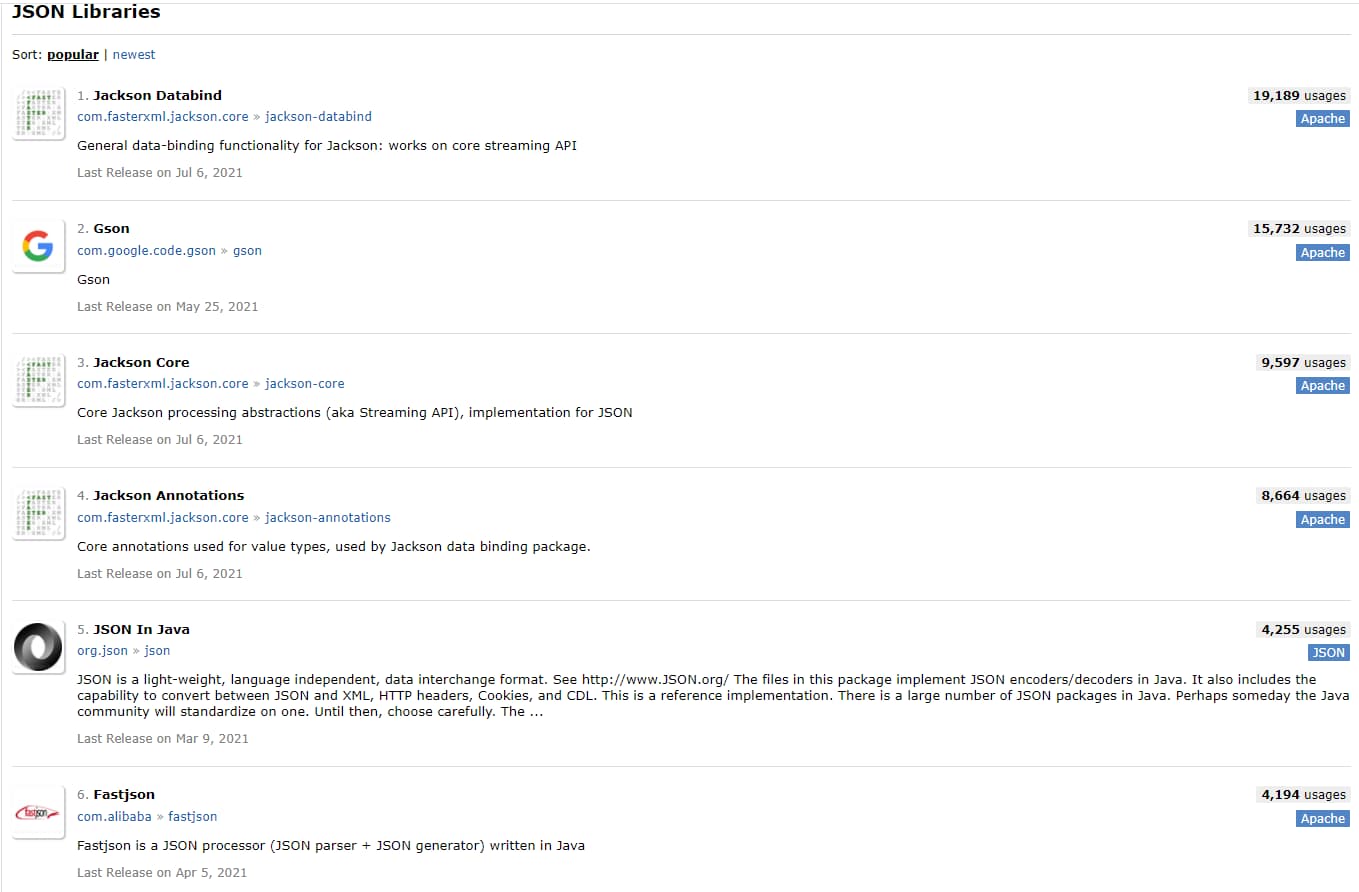 JSON Libraries
Sort: popular | newest
1. Jackson Databind
19,189 usages
com.fasterxml.jackson.core » jackson-databind
Apache
General data-binding functionality for Jackson: works on core streaming API
Last Release on Jul 6, 2021
2. Gson
15,732 usages
com.google.code.gson » gson
Apache
Gson
Last Release on May 25, 2021
3. Jackson Core
9,597 usages
com.fasterxml.jackson.core » jackson-core
Apache
Core Jackson processing abstractions (aka Streaming API), implementation for JSON
Last Release on Jul 6, 2021
4. Jackson Annotations
8,664 usages
com.fasterxml.jackson.core » jackson-annotations
Apache
Core annotations used for value types, used by Jackson data binding package.
Last Release on Jul 6, 2021
5. JSON In Java
4,255 usages
org.json » json
JSON
JSON is a light-weight, language independent, data interchange format. See http://www.JSON.org/ The files in this package implement JSON encoders/decoders in Java. It also includes the
capability to convert between JSON and XML, HTTP headers, Cookies, and CDL. This is a reference implementation. There is a large number of JSON packages in Java. Perhaps someday the Java
community will standardize on one. Until then, choose carefully. The ...
Last Release on Mar 9, 2021
6. Fastjson
4,194 usages
com.alibaba » fastjson
Apache
fastjson
Fastjson is a JSON processor (JSON parser + JSON generator) written in Java
Last Release on Apr 5, 2021